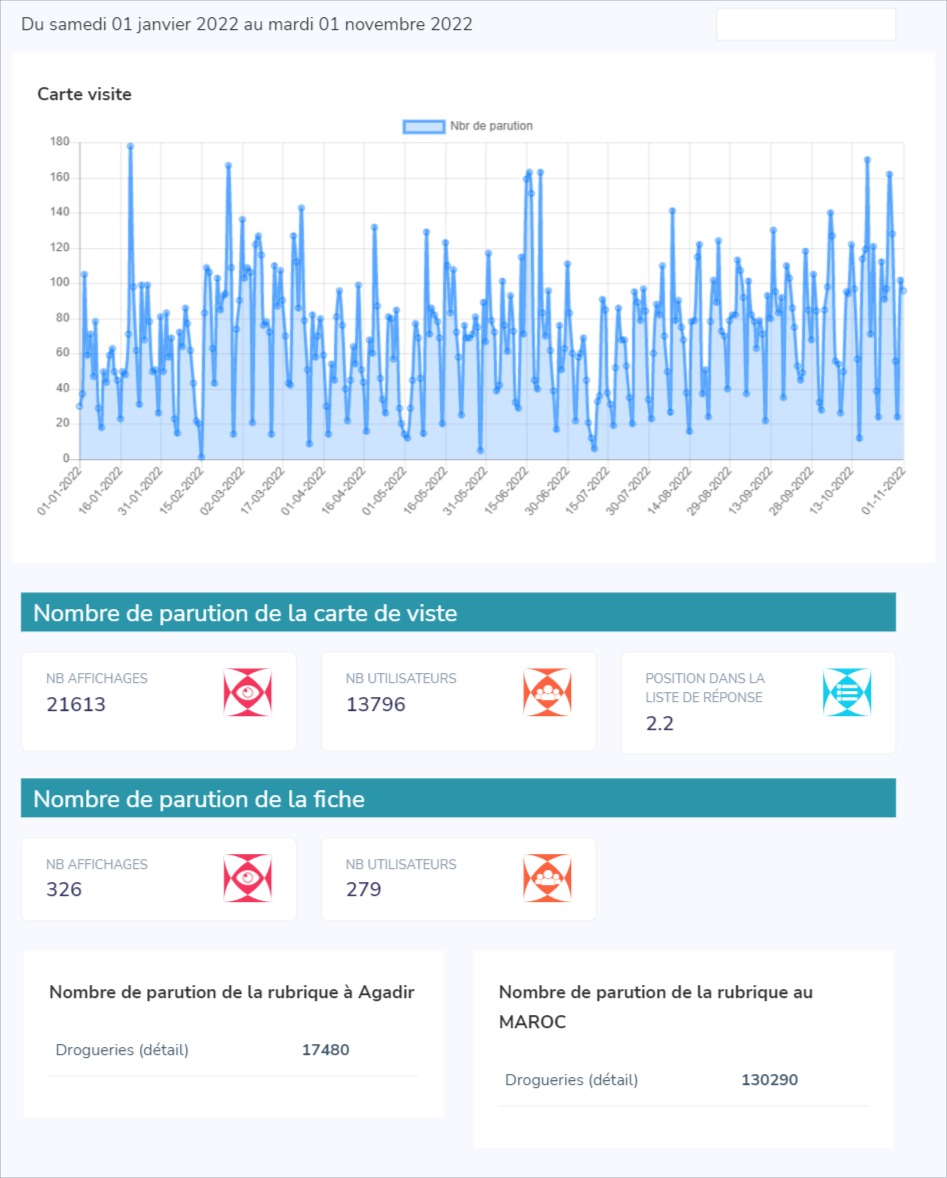 Du samedi 01 janvier 2022 au mardi 01 novembre 2022
Carte visite
Nbr de parution
180
160
140
120
100
80
60
40
20
0
01-01-2022
16-01-2022
31-01-2022
15-02-2022
02-03-2022
17-03-2022
01-04-2022
16-04-2022
01-05-2022
16-05-2022
31-05-2022
15-06-2022
30-06-2022
15-07-2022
30-07-2022
14-08-2022
29-08-2022
13-09-2022
28-09-2022
13-10-2022
01-11-2022
Nombre de parution de la carte de viste
NB AFFICHAGES
21613
NB UTILISATEURS
13796
POSITION DANS LA
LISTE DE RÉPONSE
2.2
Nombre de parution de la fiche
NB AFFICHAGES
326
NB UTILISATEURS
279
Nombre de parution de la rubrique à Agadir
Drogueries (détail) 17480
Nombre de parution de la rubrique au
MAROC
Drogueries (détail) 130290